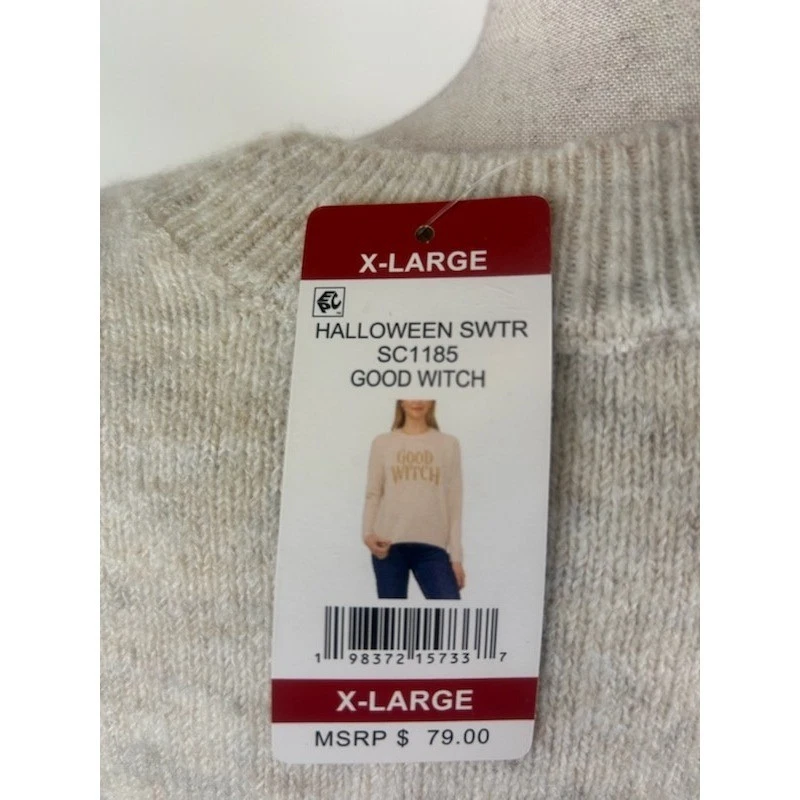 X-LARGE
HALLOWEEN SWTR
SC1185
GOOD WITCH
GOOD
WITCH
1 98372 15733 7
X-LARGE
MSRP $ 79.00